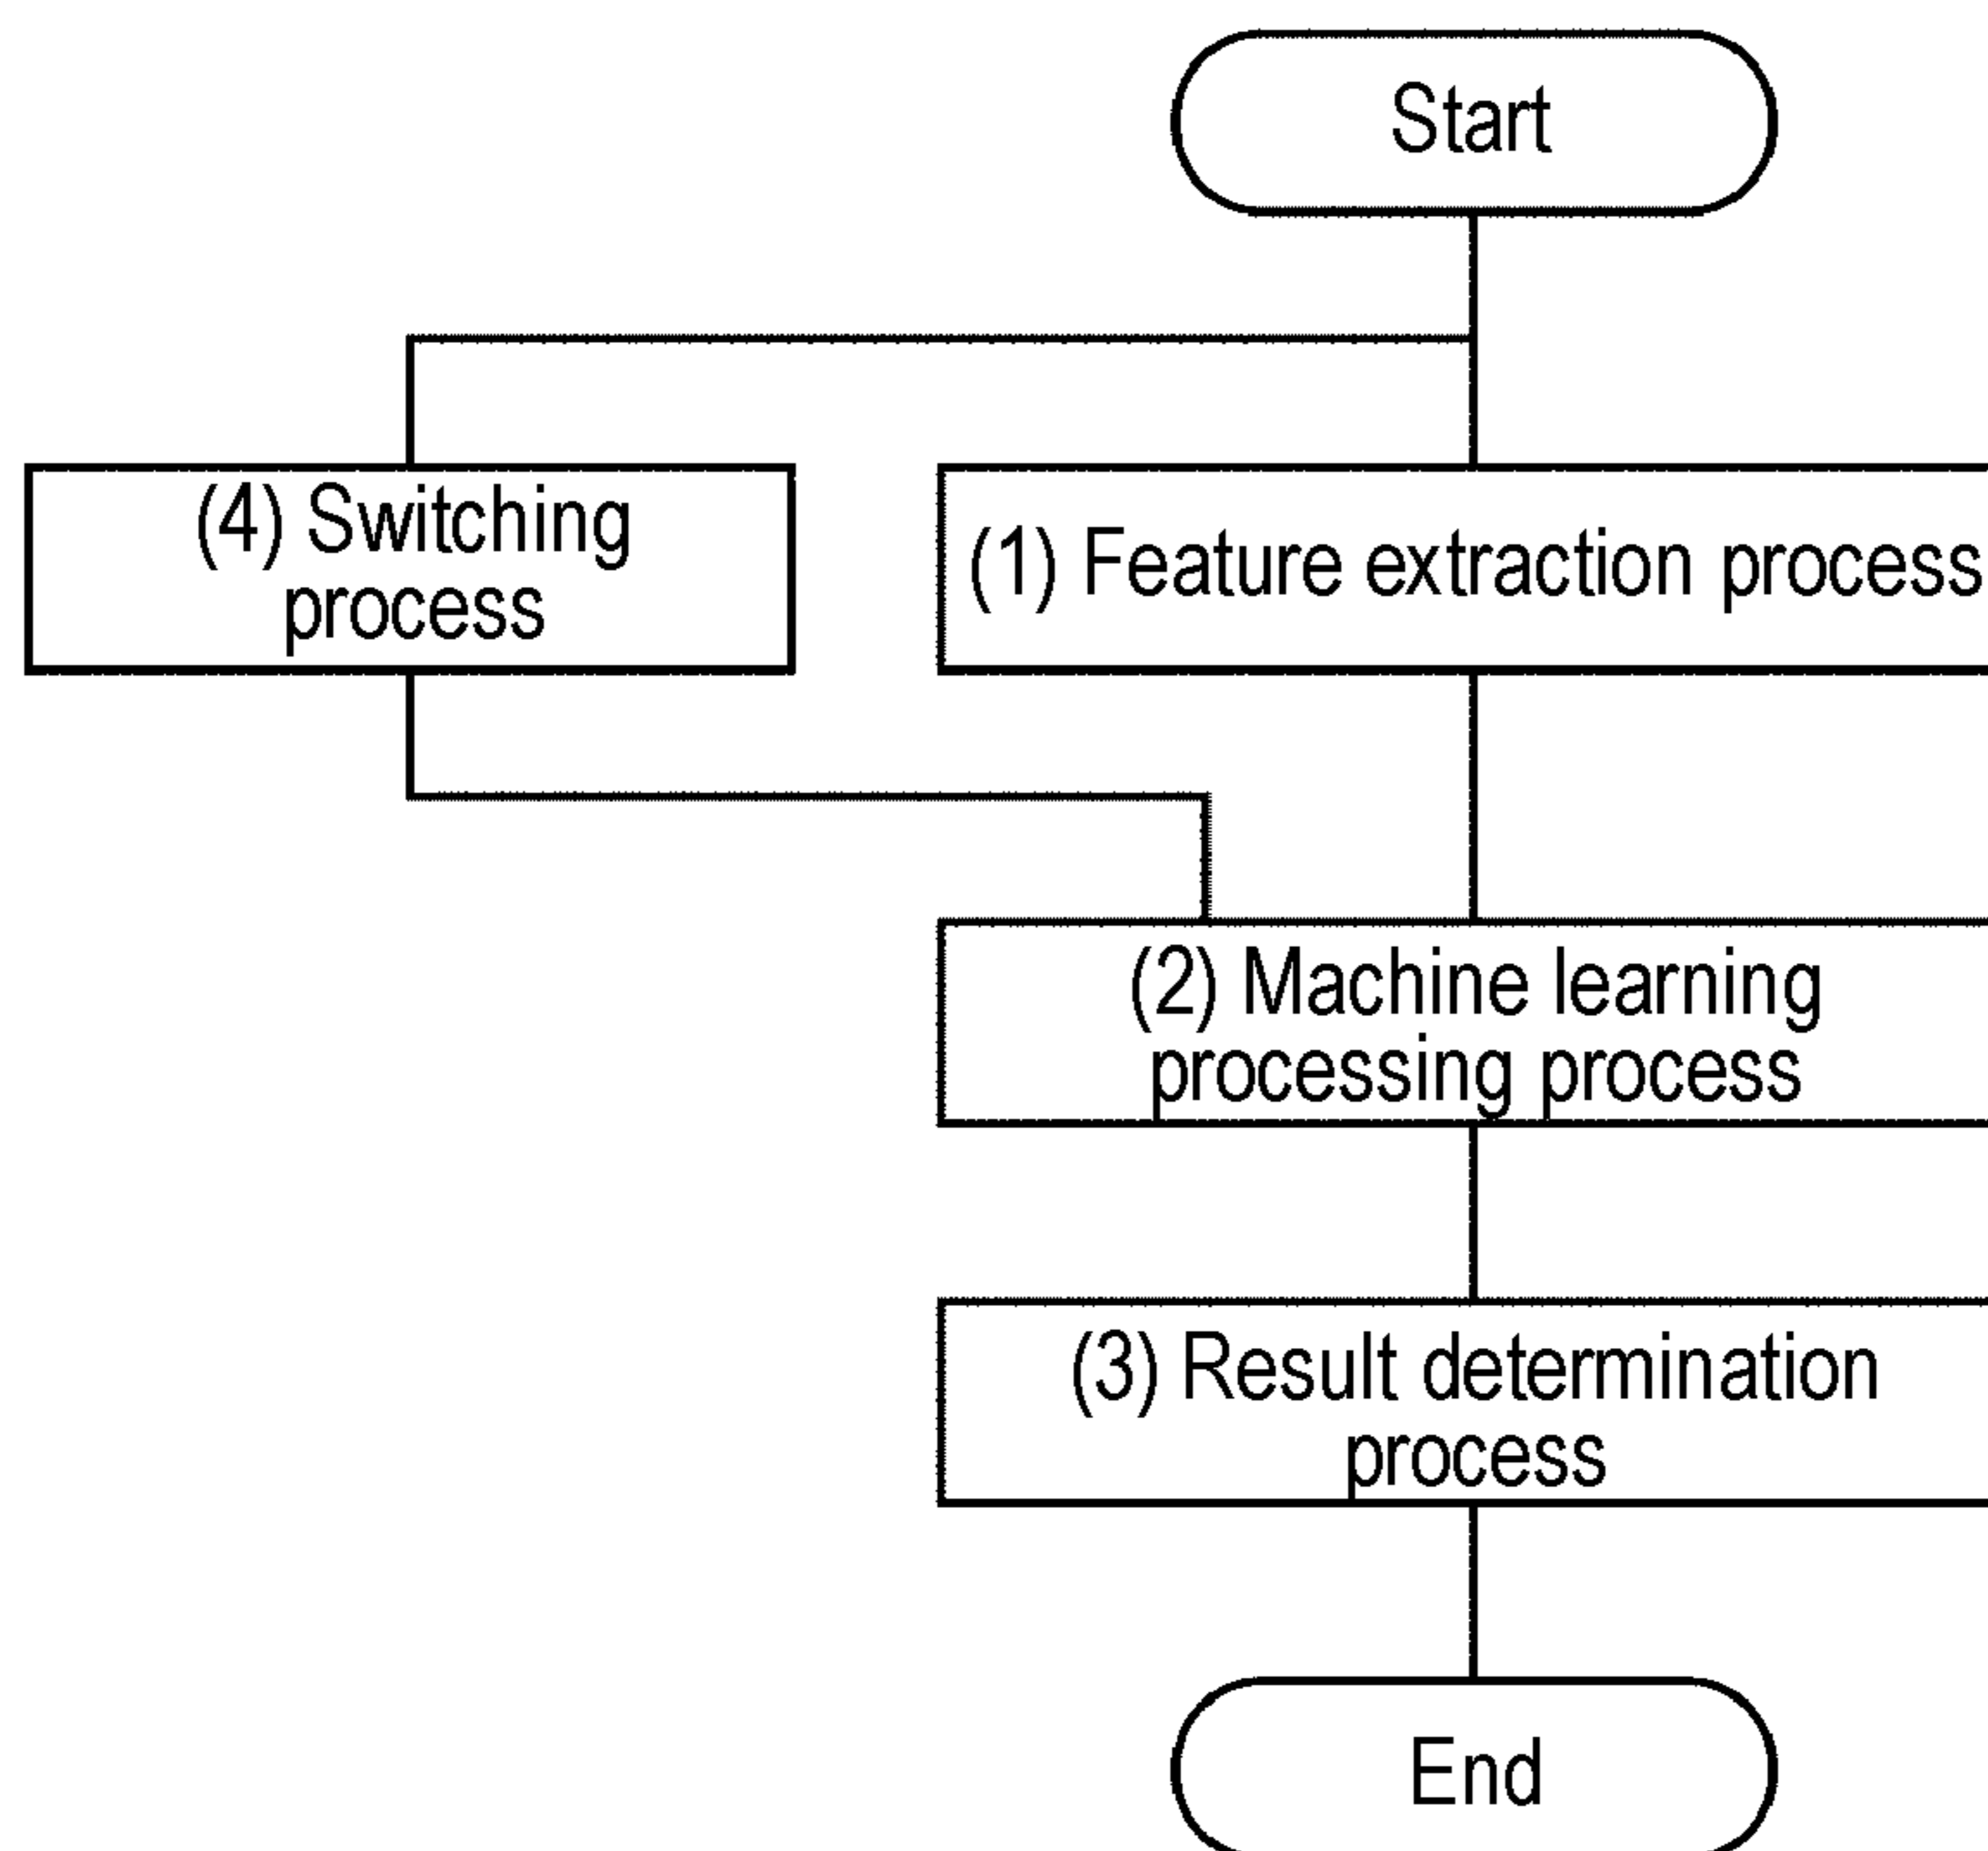 Start
(4) Switching
process
(1) Feature extraction process
(2) Machine learning
processing process
(3) Result determination
process
End